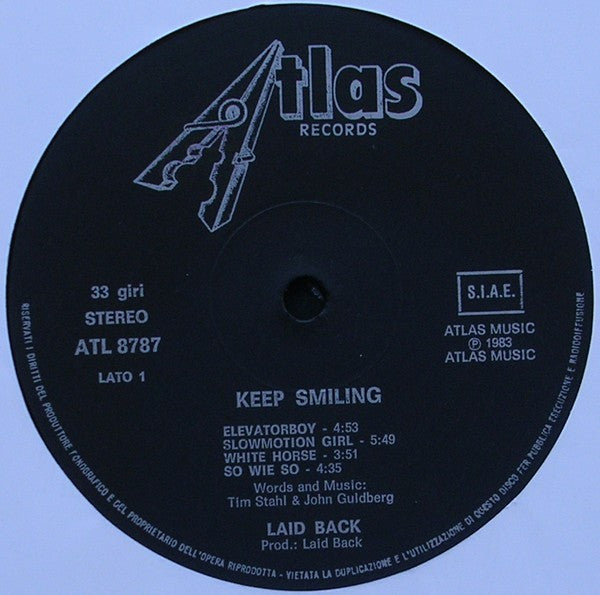 Atlas
RECORDS
33 giri
STEREO
ATL 8787
LATO 1
S.I.A.E.
ATLAS MUSIC
℗ 1983
ATLAS MUSIC
KEEP SMILING
ELEVATORBOY - 4:53
SLOWMOTION GIRL - 5:49
WHITE HORSE - 3:51
SO WIE SO - 4:35
Words and Music:
Tim Stahl & John Guldberg
LAID BACK
Prod.: Laid Back
RISERVATI I DIRITTI DEL PRODUTTORE FONOGRAFICO E DEL PROPRIETARIO DELL'OPERA RIPRODOTTA - VIETATA LA DUPLICAZIONE E L'UTILIZZAZIONE DI QUESTO DISCO PER PUBBLICA ESECUZIONE E RADIODIFFUSIONE